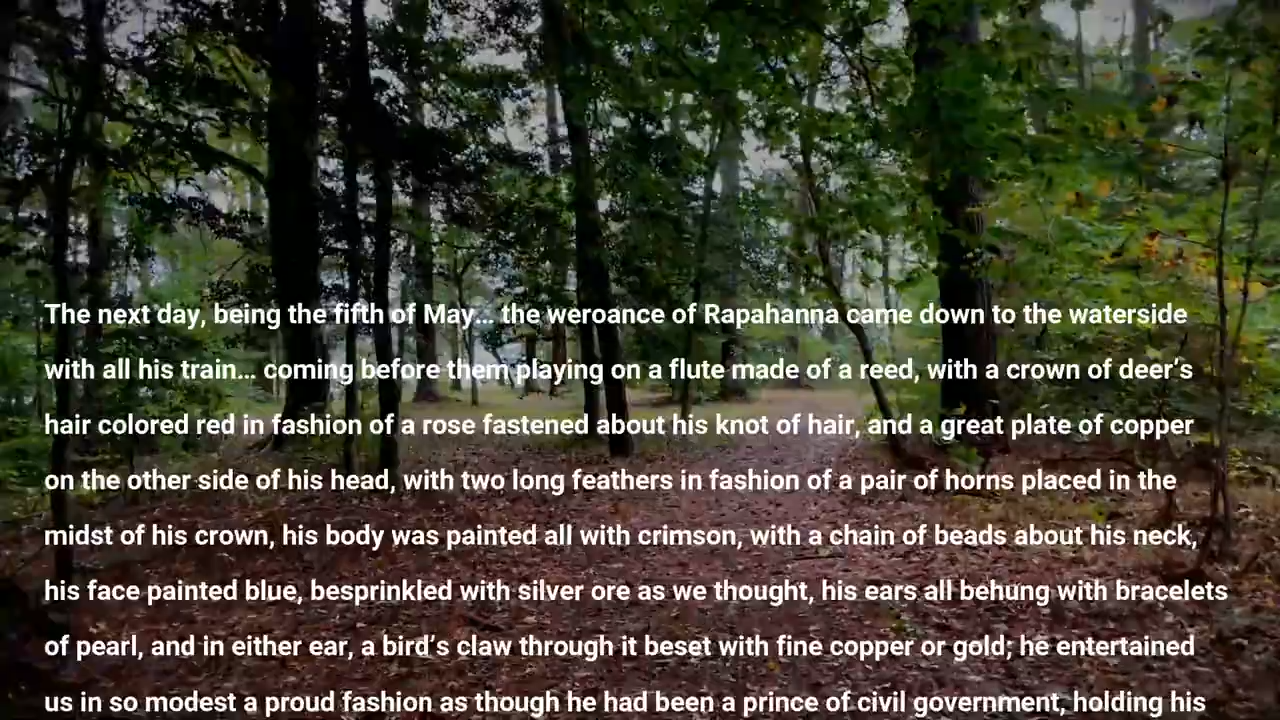 The next day, being the fifth of May… the weroance of Rapahanna came down to the waterside
with all his train… coming before them playing on a flute made of a reed, with a crown of deer’s
hair colored red in fashion of a rose fastened about his knot of hair, and a great plate of copper
on the other side of his head, with two long feathers in fashion of a pair of horns placed in the
midst of his crown, his body was painted all with crimson, with a chain of beads about his neck,
his face painted blue, besprinkled with silver ore as we thought, his ears all behung with bracelets
of pearl, and in either ear, a bird’s claw through it beset with fine copper or gold; he entertained
us in so modest a proud fashion as though he had been a prince of civil government, holding his